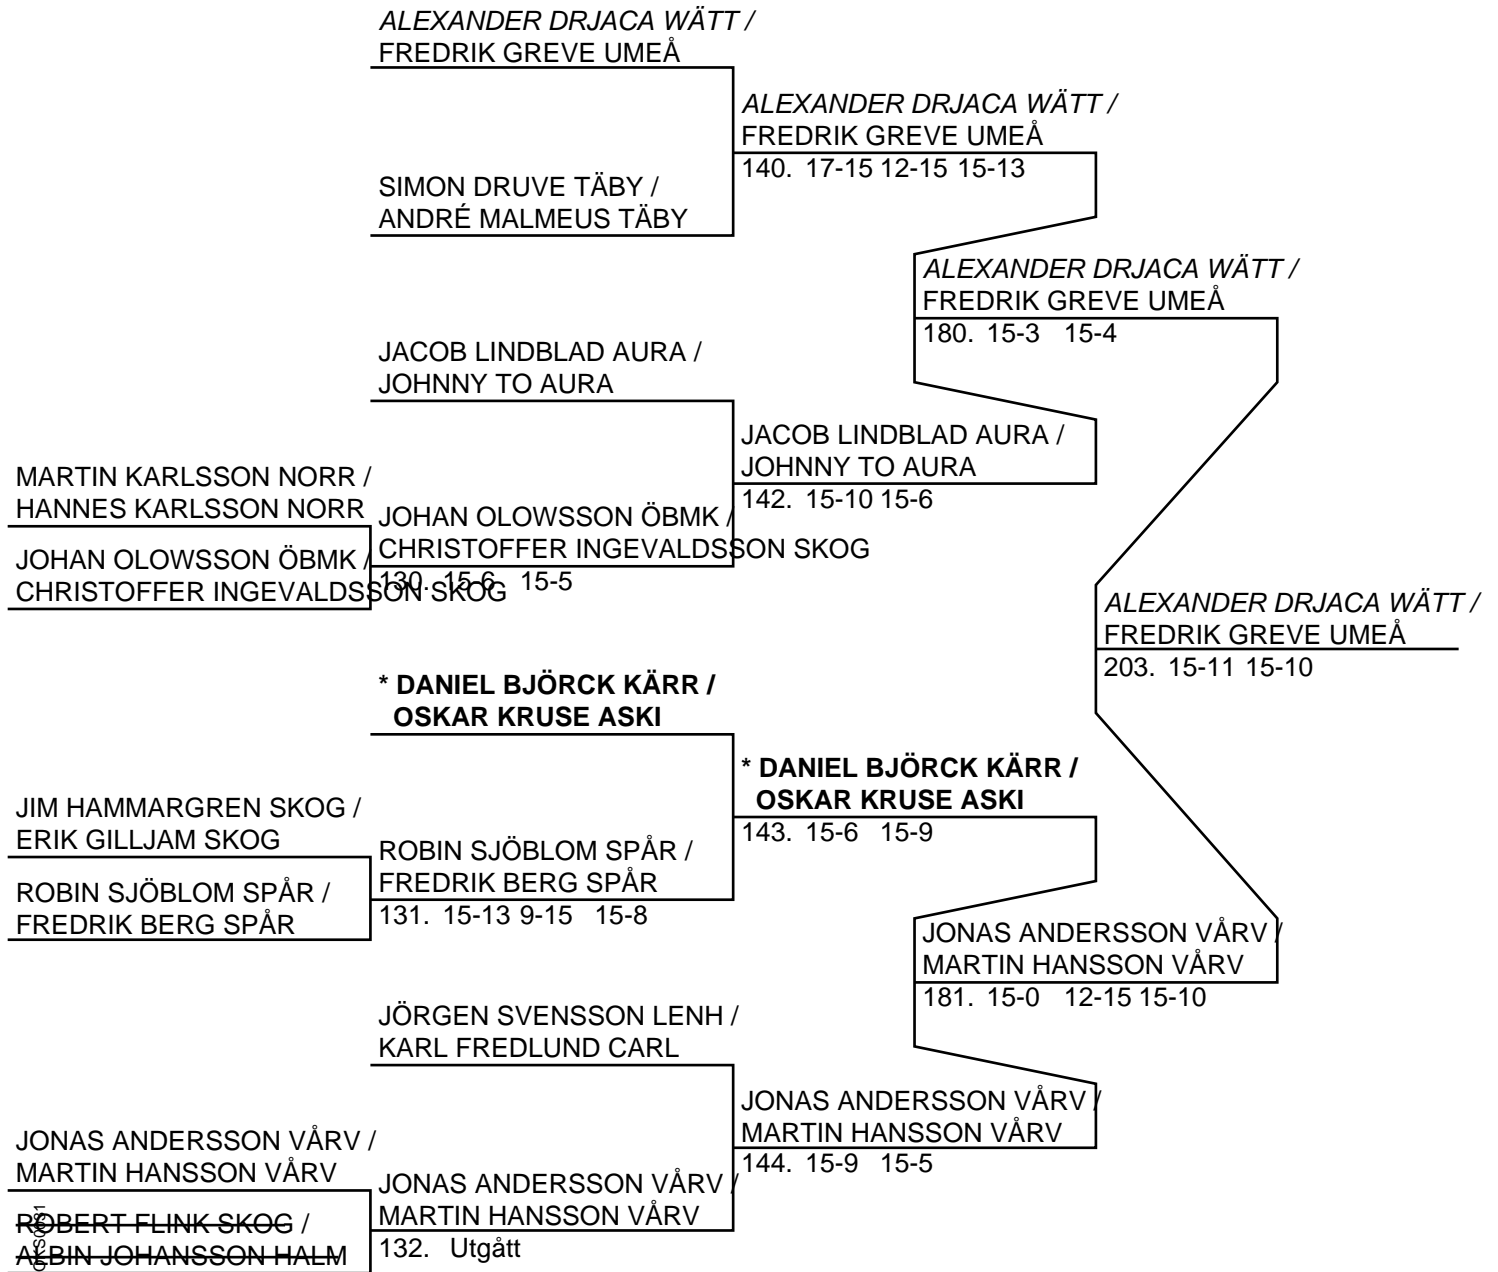 ALEXANDER DRJACA WÄTT /
FREDRIK GREVE UMEÅ
ALEXANDER DRJACA WÄTT /
FREDRIK GREVE UMEÅ
140. 17-15 12-15 15-13
SIMON DRUVE TÄBY /
ANDRÉ MALMEUS TÄBY
ALEXANDER DRJACA WÄTT /
FREDRIK GREVE UMEÅ
180. 15-3 15-4
JACOB LINDBLAD AURA /
JOHNNY TO AURA
JACOB LINDBLAD AURA /
JOHNNY TO AURA
142. 15-10 15-6
MARTIN KARLSSON NORR /
HANNES KARLSSON NORR
JOHAN OLOWSSON ÖBMK /
CHRISTOFFER INGEVALDSSON SKOG
130. 15-6 15-5
JOHAN OLOWSSON ÖBMK /
CHRISTOFFER INGEVALDSSON SKOG
ALEXANDER DRJACA WÄTT /
FREDRIK GREVE UMEÅ
203. 15-11 15-10
* DANIEL BJÖRCK KÄRR /
OSKAR KRUSE ASKI
* DANIEL BJÖRCK KÄRR /
OSKAR KRUSE ASKI
143. 15-6 15-9
JIM HAMMARGREN SKOG /
ERIK GILLJAM SKOG
ROBIN SJÖBLOM SPÅR /
FREDRIK BERG SPÅR
131. 15-13 9-15 15-8
ROBIN SJÖBLOM SPÅR /
FREDRIK BERG SPÅR
JONAS ANDERSSON VÅRV /
MARTIN HANSSON VÅRV
181. 15-0 12-15 15-10
JÖRGEN SVENSSON LENH /
KARL FREDLUND CARL
JONAS ANDERSSON VÅRV /
MARTIN HANSSON VÅRV
144. 15-9 15-5
JONAS ANDERSSON VÅRV /
MARTIN HANSSON VÅRV
JONAS ANDERSSON VÅRV /
MARTIN HANSSON VÅRV
132. Utgått
ROBERT FLINK SKOG /
ALBIN JOHANSSON HALM